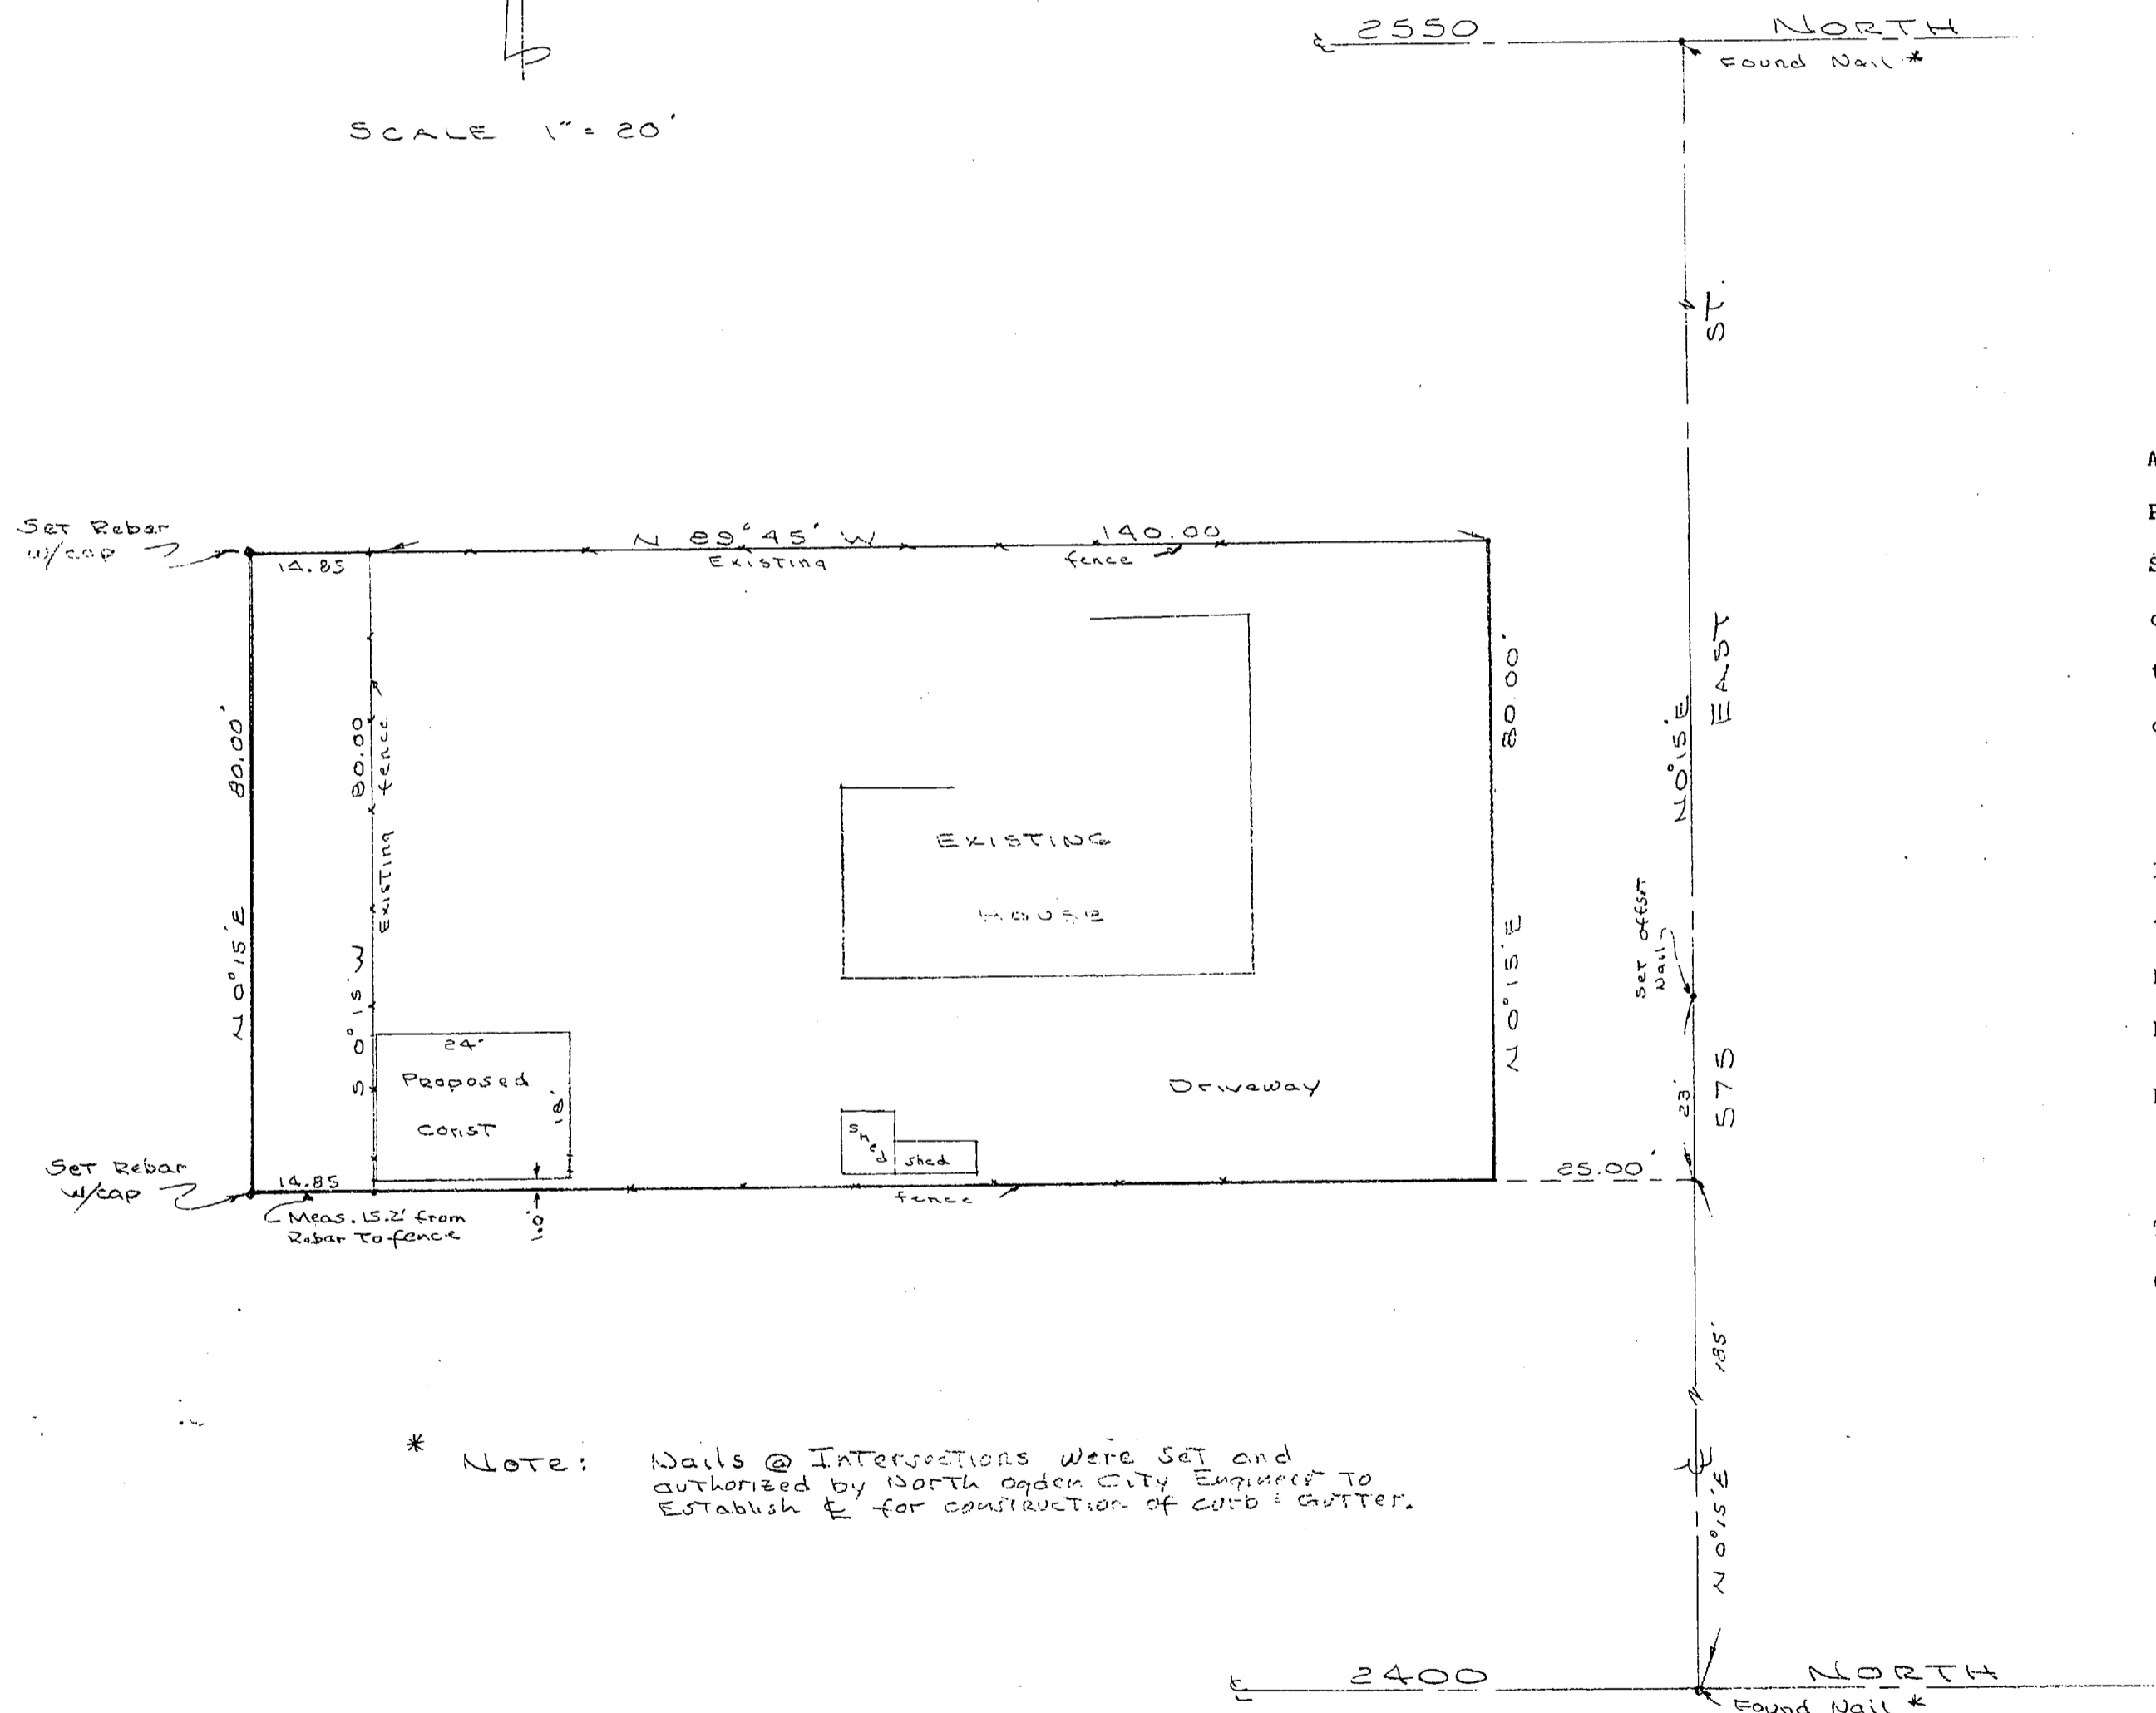 2550 NORTH
Found Nail *
SCALE 1" = 20'
ST.
EAST
N 0°15' E
575
Set Rebar
w/cap
N 89° 45' W 140.00
14.85
Existing fence
80.00'
N 0°15' E
80.00
Existing fence
S 0°15' W
EXISTING
HOUSE
80.00'
N 0°15' E
Set offset
Nail
23'
24'
Proposed
Const
18'
Driveway
Shed
Shed
25.00'
Set Rebar
w/cap
14.85
fence
Meas. 15.2' from
Rebar To fence
1.0'
185'
N 0°15' E
* NOTE: Nails @ Intersections were set and
authorized by North Ogden City Engineer To
Establish ℄ for construction of curb & Gutter.
℄ 2400 NORTH
Found Nail *